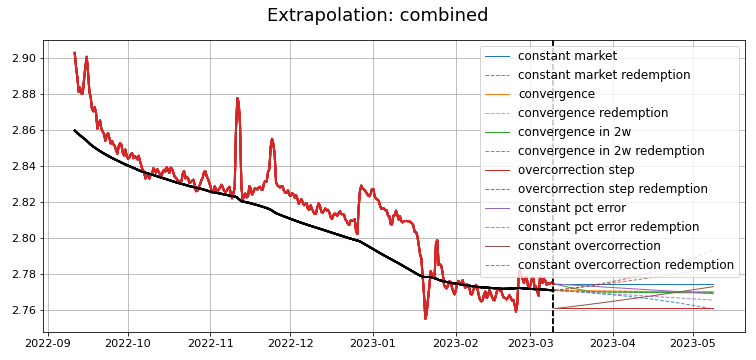 Extrapolation: combined
2.90
2.88
2.86
2.84
2.82
2.80
2.78
2.76
constant market
constant market redemption
convergence
convergence redemption
convergence in 2w
convergence in 2w redemption
overcorrection step
overcorrection step redemption
constant pct error
constant pct error redemption
constant overcorrection
constant overcorrection redemption
2022-09 2022-10 2022-11 2022-12 2023-01 2023-02 2023-03 2023-04 2023-05